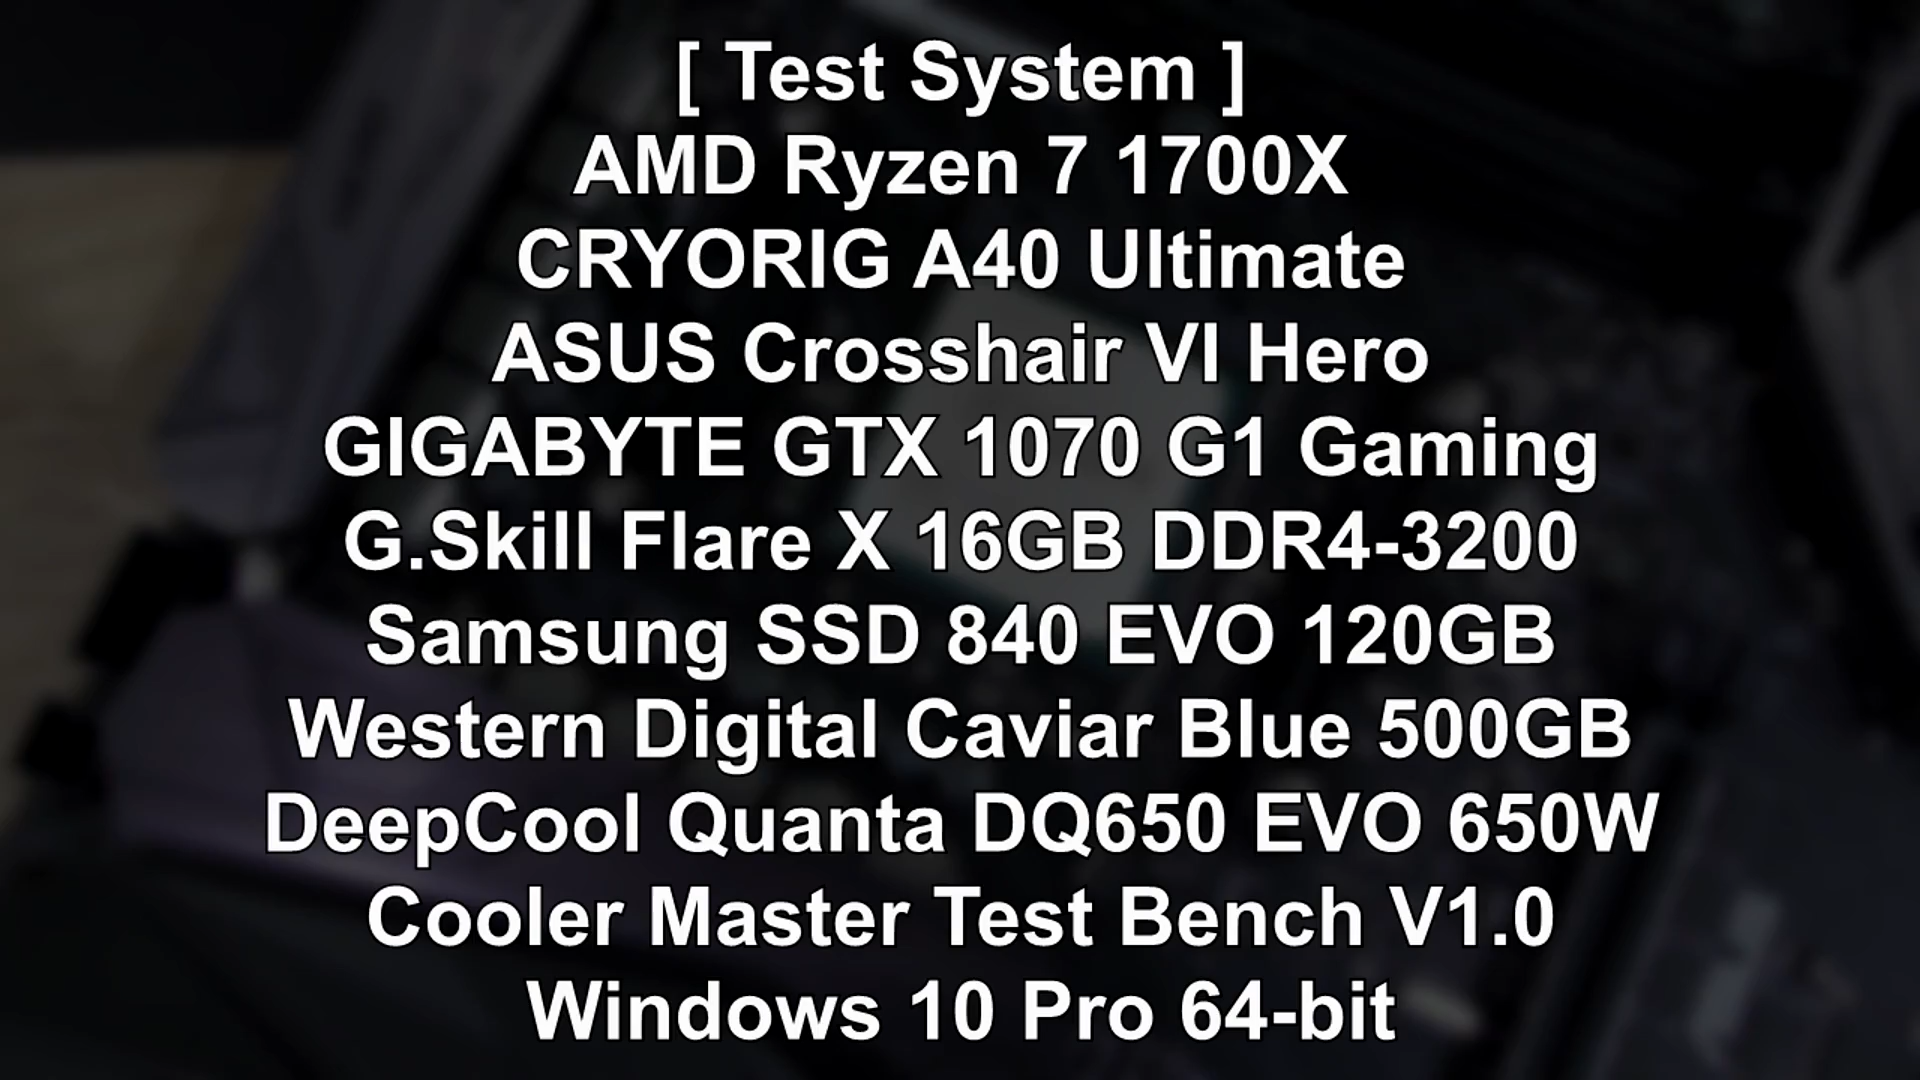 [ Test System ]
AMD Ryzen 7 1700X
CRYORIG A40 Ultimate
ASUS Crosshair VI Hero
GIGABYTE GTX 1070 G1 Gaming
G.Skill Flare X 16GB DDR4-3200
Samsung SSD 840 EVO 120GB
Western Digital Caviar Blue 500GB
DeepCool Quanta DQ650 EVO 650W
Cooler Master Test Bench V1.0
Windows 10 Pro 64-bit